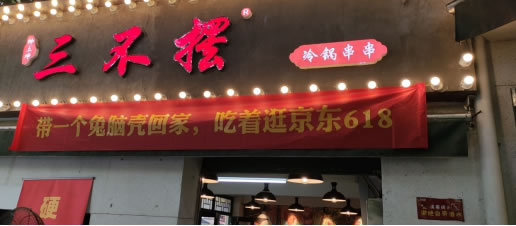 三不摆
冷锅串串
带一个兔脑壳回家，吃着逛京东618
硬